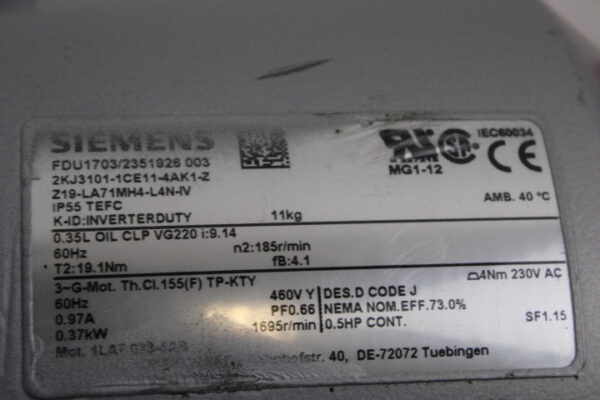 SIEMENS
FDU1703/2351926 003
2KJ3101-1CE11-4AK1-Z
Z19-LA71MH4-L4N-IV
IP55 TEFC
K-ID:INVERTERDUTY 11kg
MG1-12
IEC60034
CE
AMB. 40 °C
0.35L OIL CLP VG220 i:9.14
60Hz n2:185r/min
T2:19.1Nm fB:4.1
3~G-Mot. Th.Cl.155(F) TP-KTY
60Hz 460V Y DES.D CODE J 4Nm 230V AC
0.97A PF0.66 NEMA NOM.EFF.73.0%
0.37kW 1695r/min 0.5HP CONT. SF1.15
Mot. 1LA7
40, DE-72072 Tuebingen